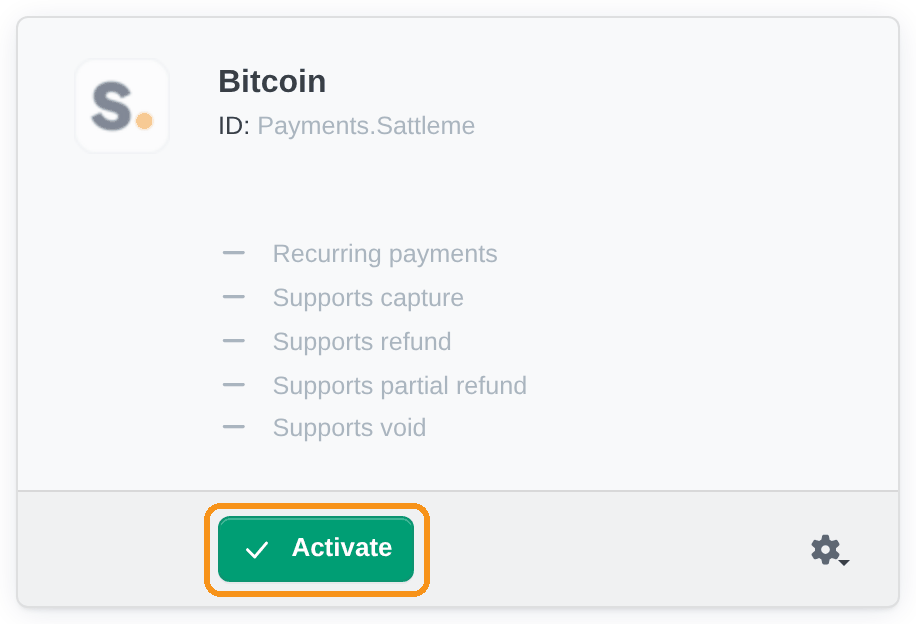 S.
Bitcoin
ID: Payments.Sattleme
Recurring payments
Supports capture
Supports refund
Supports partial refund
Supports void
Activate